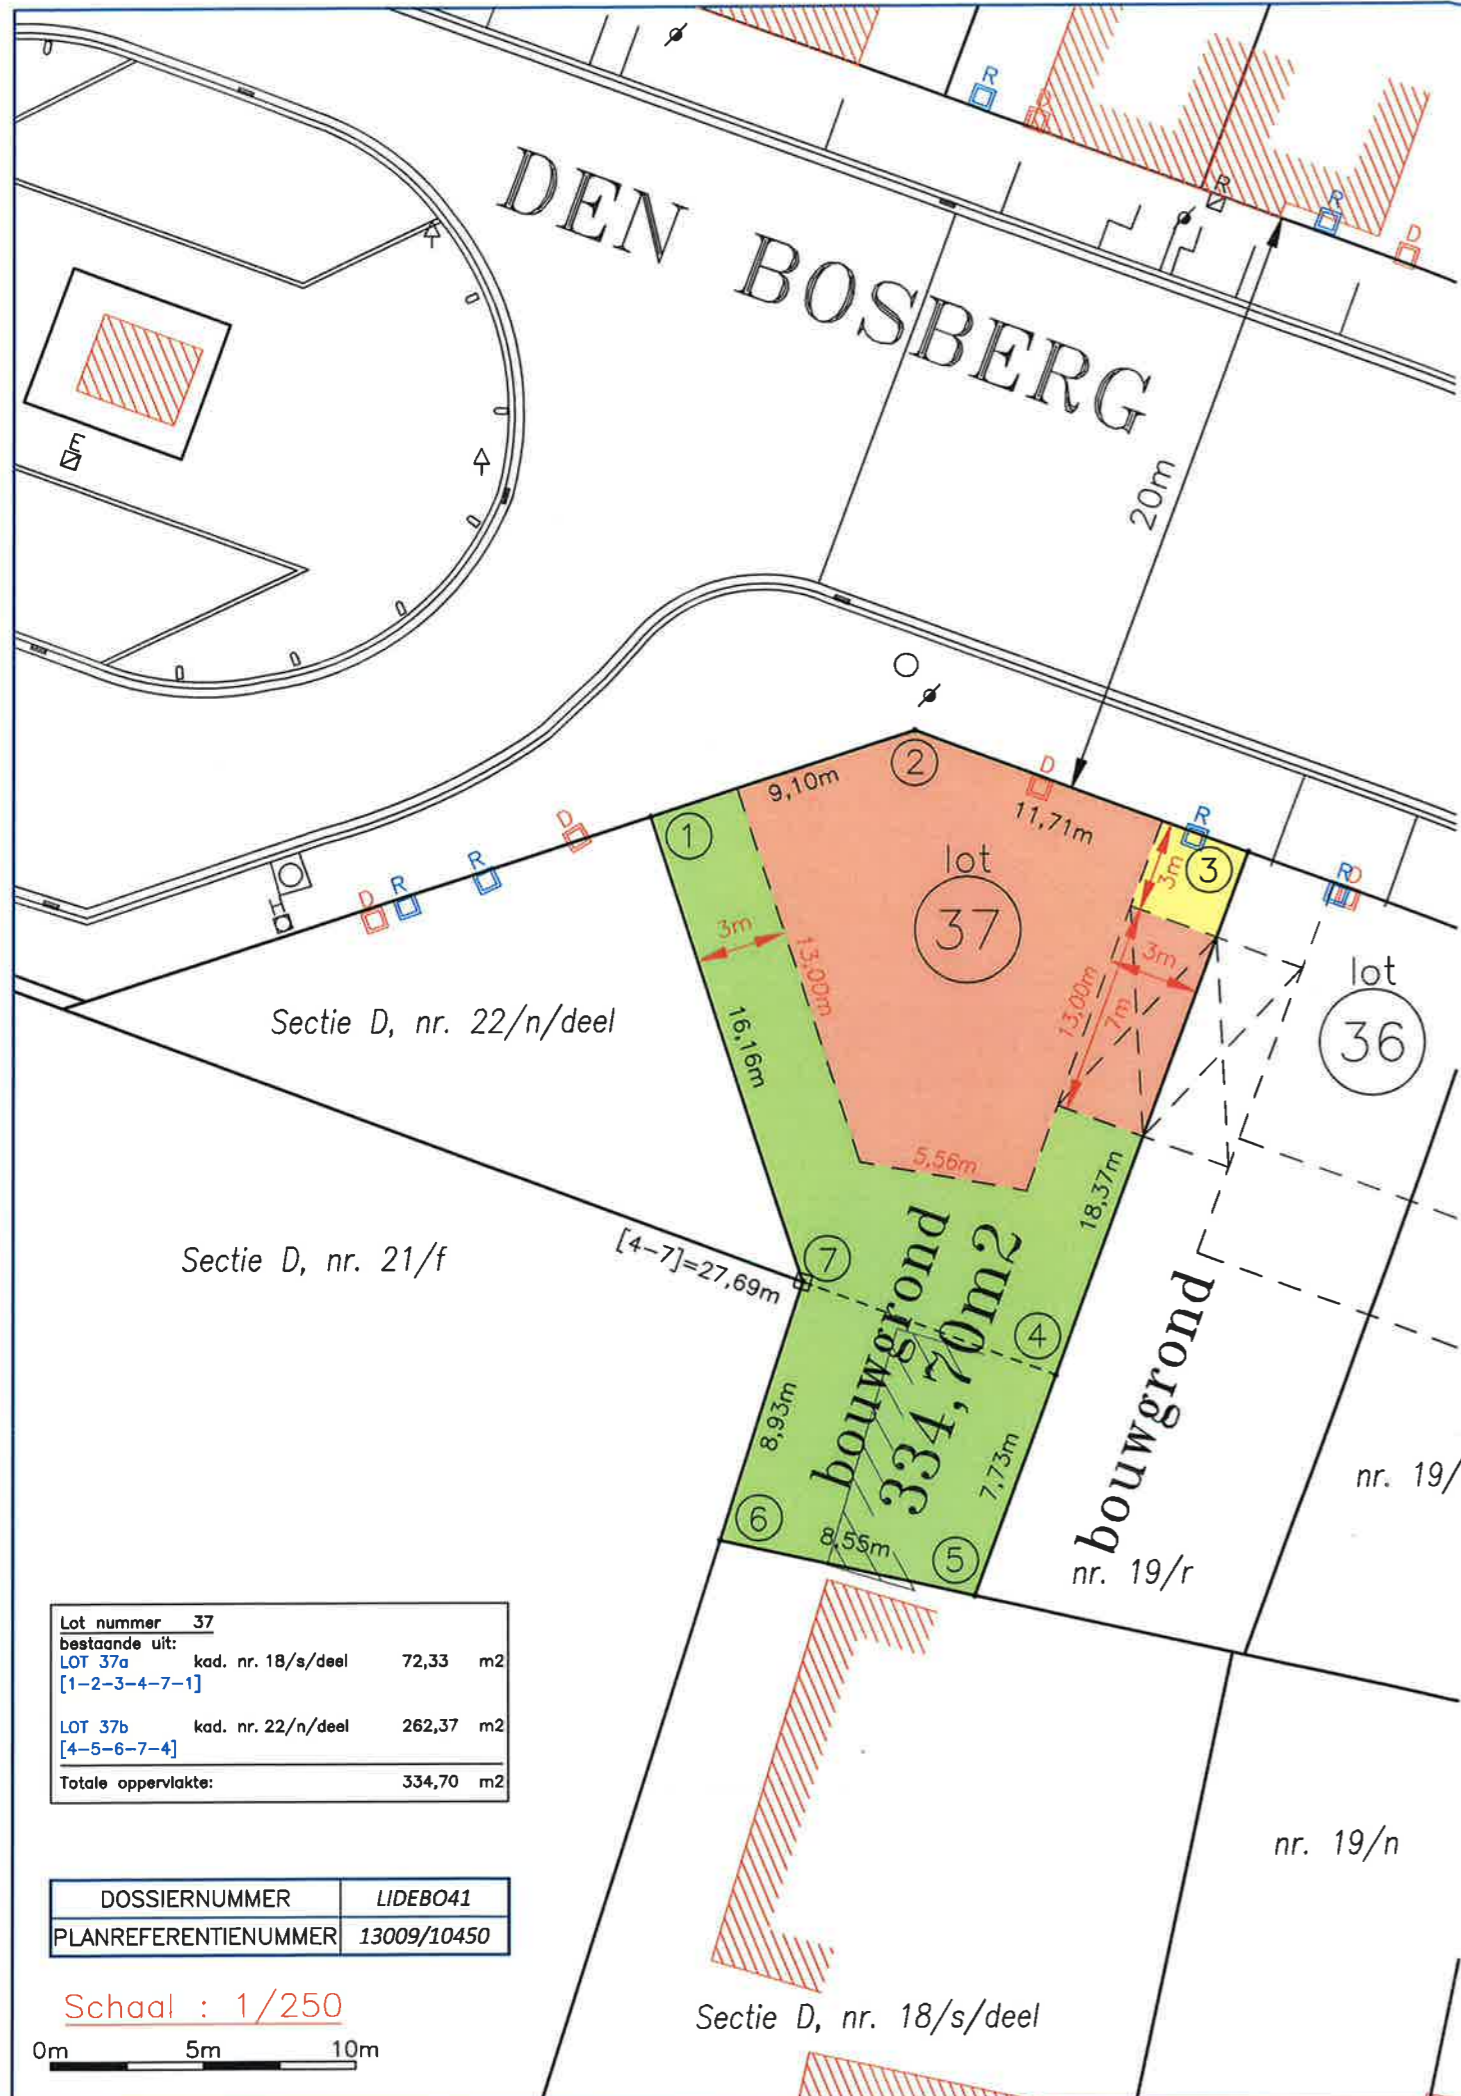 R
D
R
R
D
DEN BOSBERG
E
20m
2
9,10m
D
11,71m
R
1
3
3m
lot
37
D
R
R
D
H
R
D
3m
13,00m
3m
13,00m
7m
lot
36
Sectie D, nr. 22/n/deel
16,16m
5,56m
18,37m
Sectie D, nr. 21/f
[4-7]=27,69m
7
bouwgrond
334,70m2
4
bouwgrond
8,93m
7,73m
nr. 19/
6
8,55m
5
nr. 19/r
Lot nummer 37
bestaande uit:
LOT 37a kad. nr. 18/s/deel 72,33 m2
[1-2-3-4-7-1]
LOT 37b kad. nr. 22/n/deel 262,37 m2
[4-5-6-7-4]
Totale oppervlakte: 334,70 m2
nr. 19/n
DOSSIERNUMMER LIDEBO41
PLANREFERENTIENUMMER 13009/10450
Schaal : 1/250
0m 5m 10m
Sectie D, nr. 18/s/deel